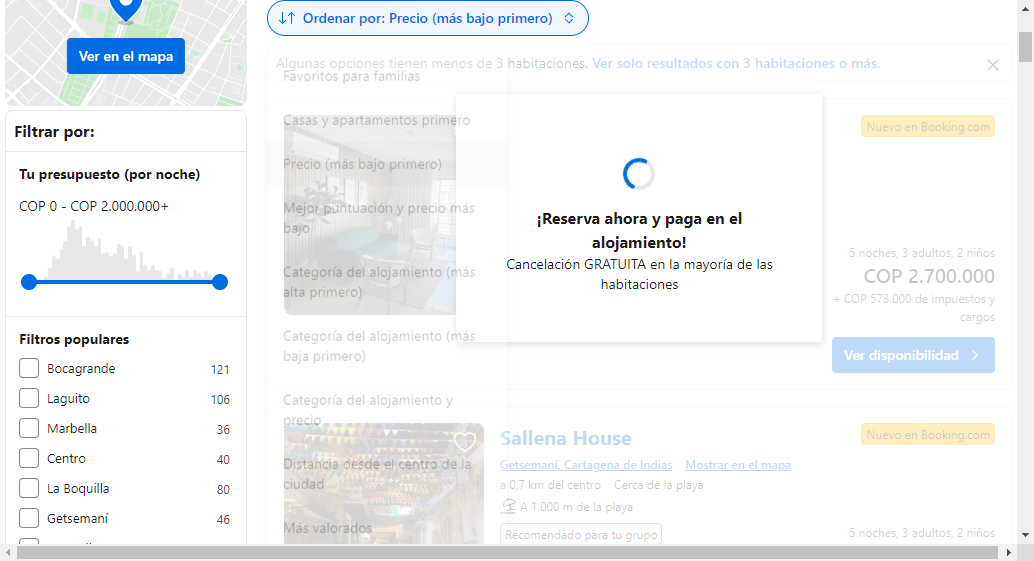 Ver en el mapa
Filtrar por:
Tu presupuesto (por noche)
COP 0 - COP 2.000.000+
Filtros populares
Bocagrande 121
Laguito 106
Marbella 36
Centro 40
La Boquilla 80
Getsemaní 46
Ordenar por: Precio (más bajo primero)
Algunas opciones tienen menos de 3 habitaciones. Ver solo resultados con 3 habitaciones o más.
Favoritos para familias
Casas y apartamentos primero
Precio (más bajo primero)
Mejor puntuación y precio más
bajo
Categoría del alojamiento (más
alta primero)
Categoría del alojamiento (más
baja primero)
Categoría del alojamiento y
precio
Distancia desde el centro de la
ciudad
Más valorados
¡Reserva ahora y paga en el
alojamiento!
Cancelación GRATUITA en la mayoría de las
habitaciones
Nuevo en Booking.com
5 noches, 3 adultos, 2 niños
COP 2.700.000
+ COP 573.000 de impuestos y
cargos
Ver disponibilidad
Sallena House
Nuevo en Booking.com
Getsemaní, Cartagena de Indias Mostrar en el mapa
a 0,7 km del centro · Cerca de la playa
A 1.000 m de la playa
Recomendado para tu grupo
5 noches, 3 adultos, 2 niños